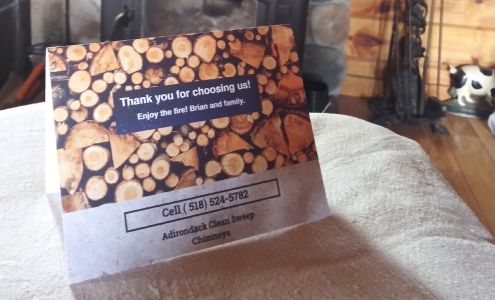 Thank you for choosing us!
Enjoy the fire! Brian and family.
Cell ( 518) 524-5782
Adirondack Clean Sweep
Chimneys